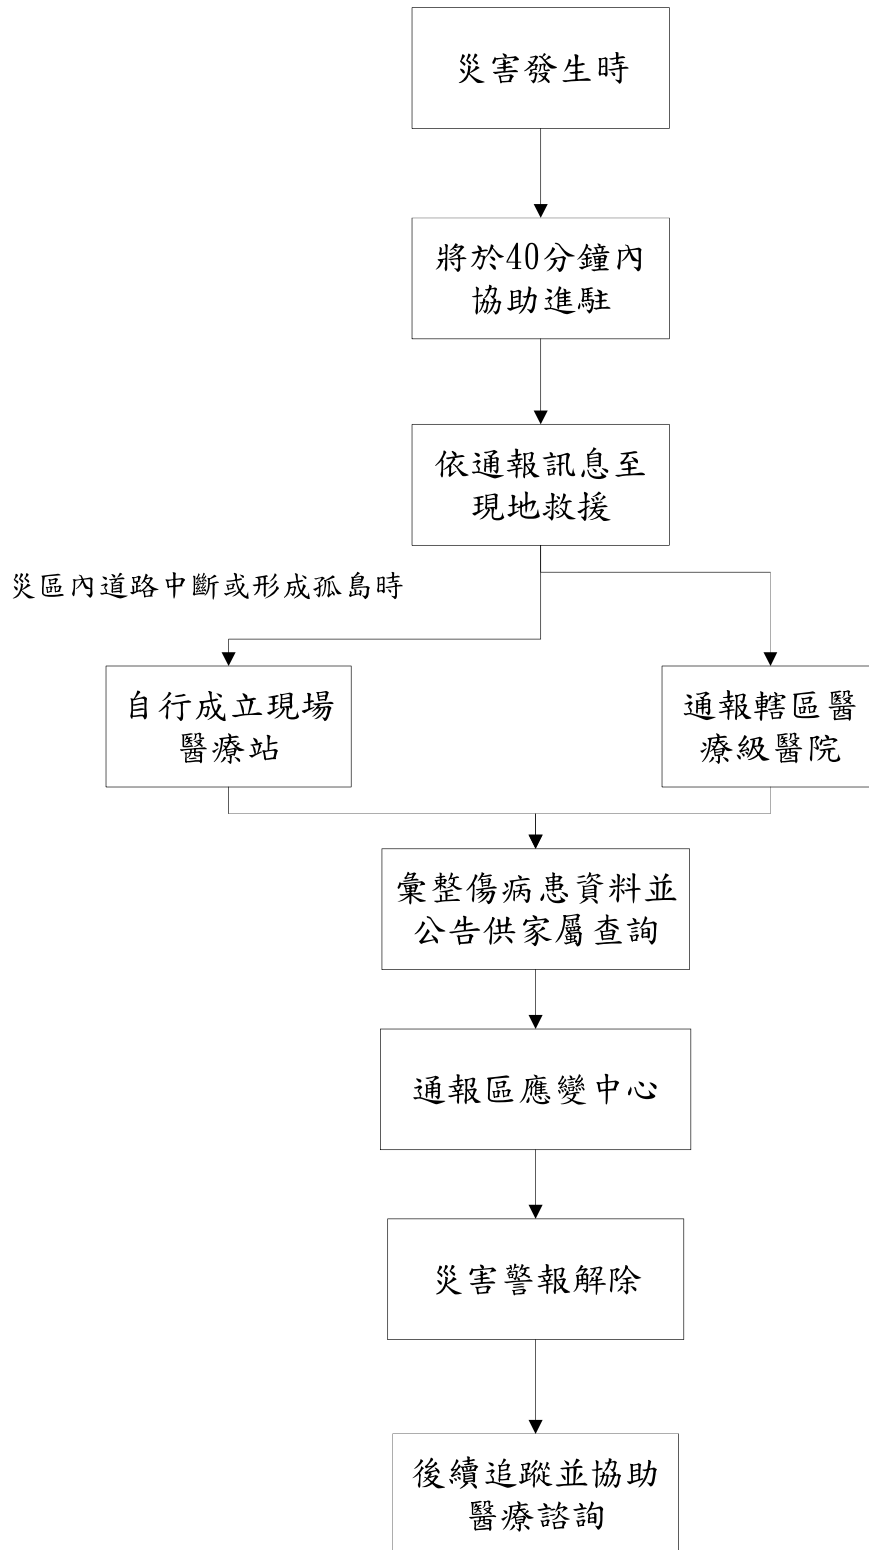 災害發生時
將於40分鐘內
協助進駐
依通報訊息至
現地救援
災區內道路中斷或形成孤島時
自行成立現場
醫療站
通報轄區醫
療級醫院
彙整傷病患資料並
公告供家屬查詢
通報區應變中心
災害警報解除
後續追蹤並協助
醫療諮詢